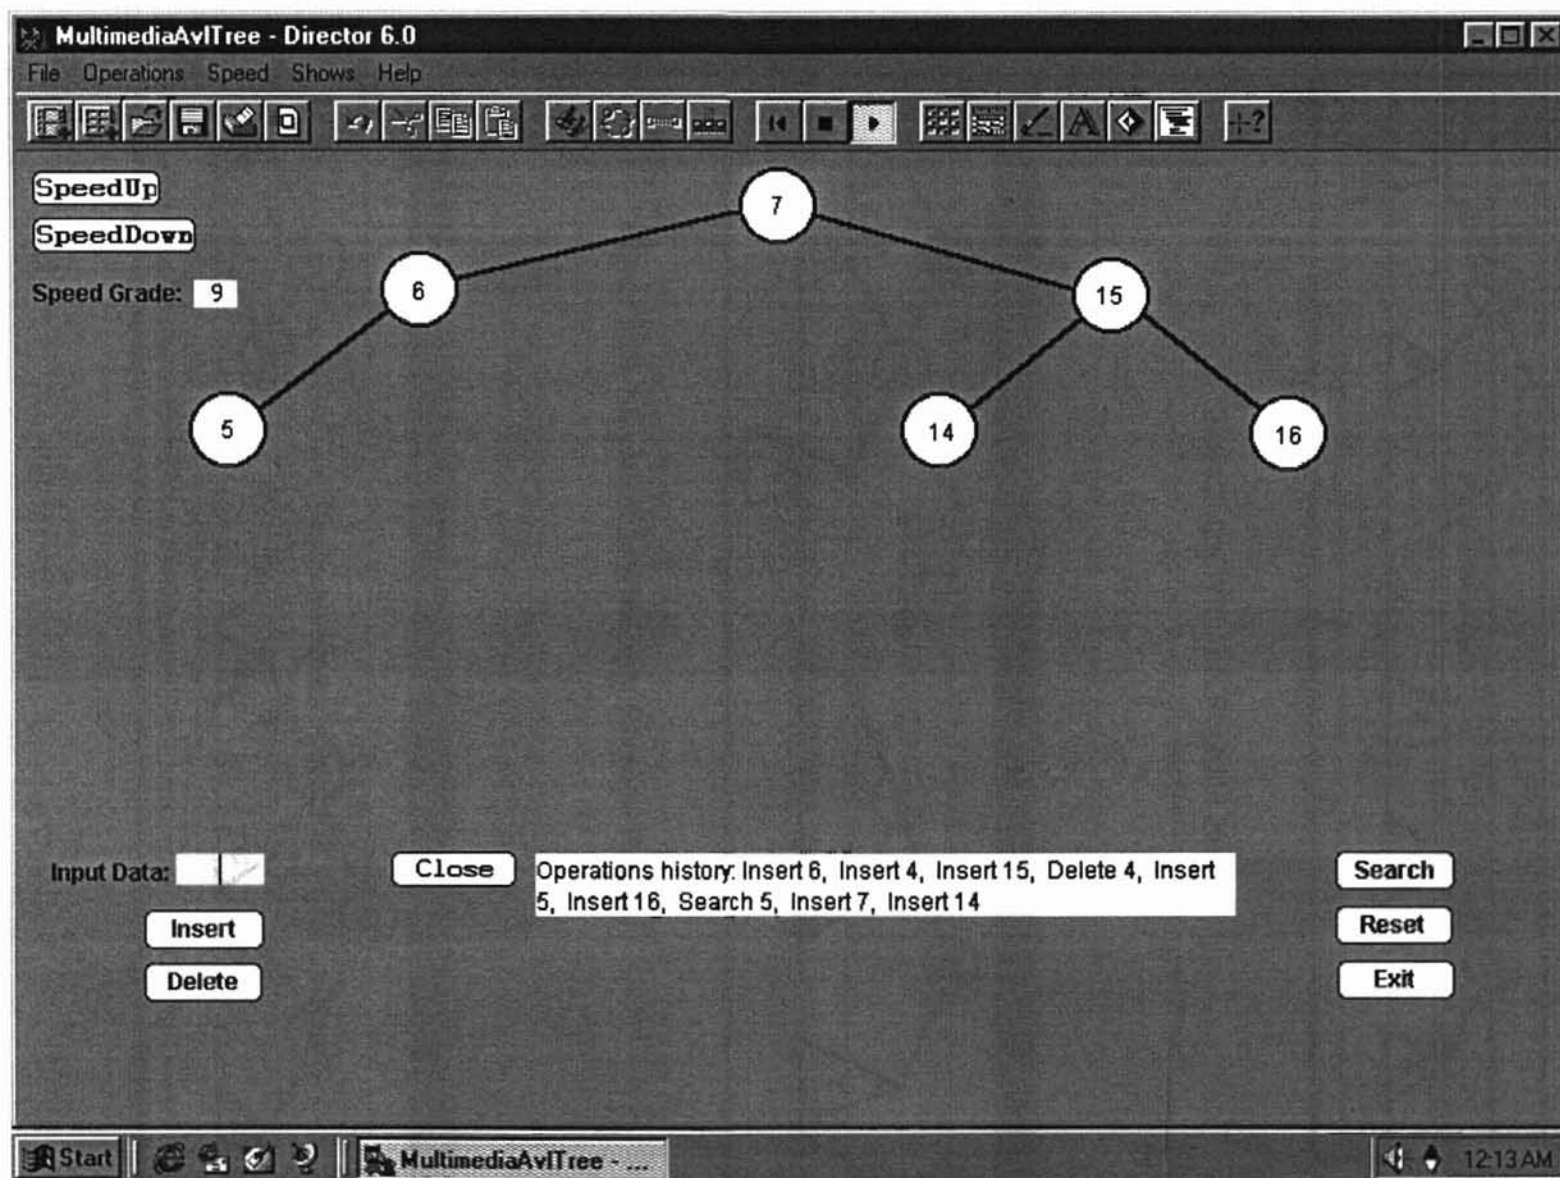 MultimediaAvlTree - Director 6.0
File Operations Speed Shows Help
SpeedUp
SpeedDown
Speed Grade: 9
7
6
15
5
14
16
Input Data:
Insert
Delete
Close
Operations history: Insert 6, Insert 4, Insert 15, Delete 4, Insert
5, Insert 16, Search 5, Insert 7, Insert 14
Search
Reset
Exit
Start
MultimediaAvlTree - ...
12:13 AM